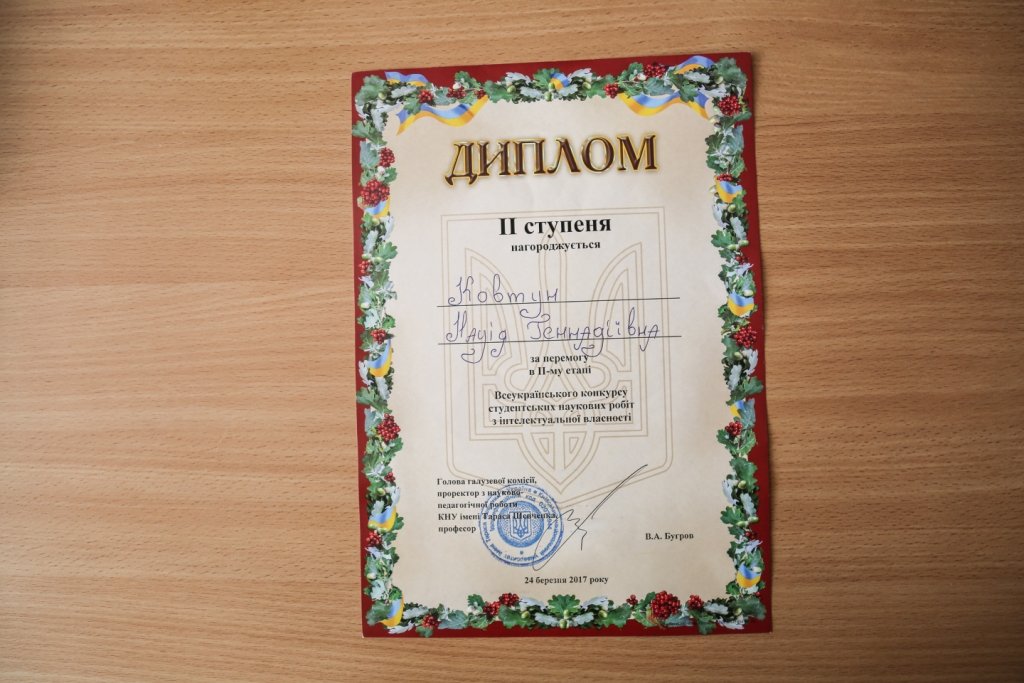 ДИПЛОМ
II ступеня
нагороджується
Ковтун
Геннадіївна
за перемогу
в II-му етапі
Всеукраїнського конкурсу
студентських наукових робіт
з інтелектуальної власності
Голова галузевої комісії,
проректор з науково-
педагогічної роботи
КНУ імені Тараса Шевченка,
професор
В.А. Бугров
24 березня 2017 року